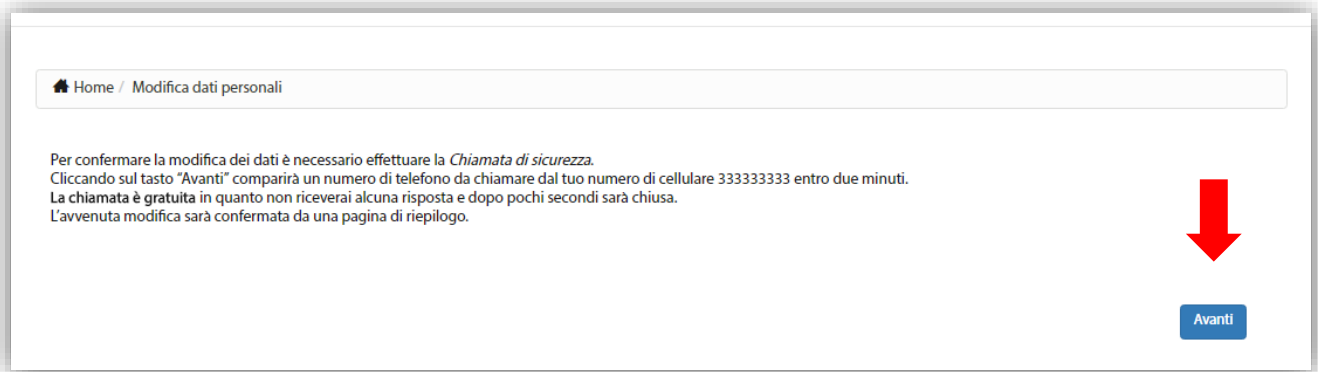 Home / Modifica dati personali
Per confermare la modifica dei dati è necessario effettuare la Chiamata di sicurezza.
Cliccando sul tasto “Avanti” comparirà un numero di telefono da chiamare dal tuo numero di cellulare 333333333 entro due minuti.
La chiamata è gratuita in quanto non riceverai alcuna risposta e dopo pochi secondi sarà chiusa.
L’avvenuta modifica sarà confermata da una pagina di riepilogo.
Avanti